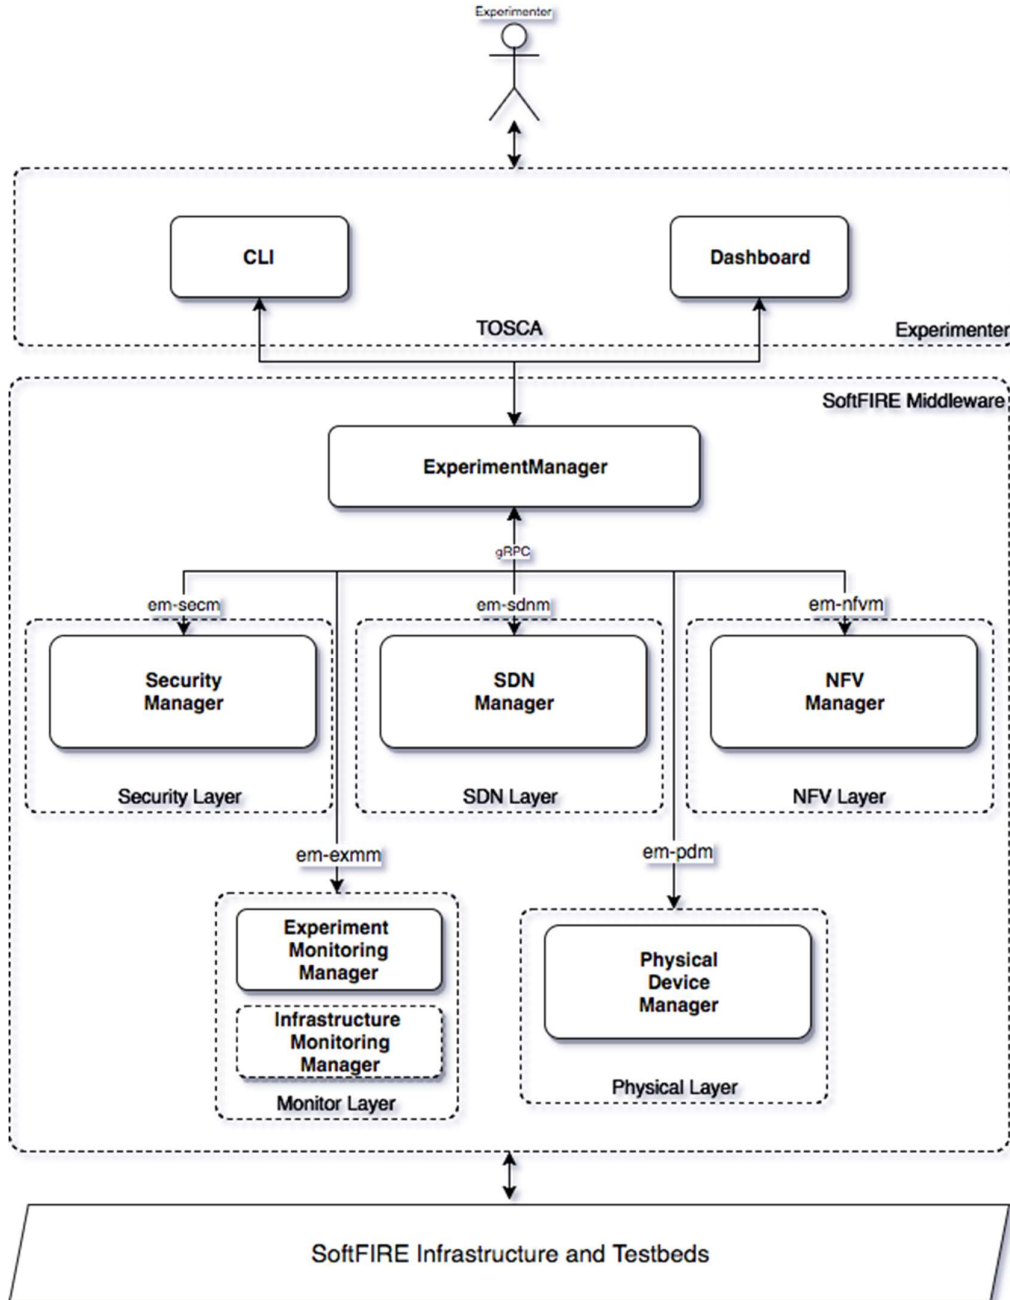 Experimenter
CLI
Dashboard
TOSCA
Experimenter
SoftFIRE Middleware
ExperimentManager
gRPC
em-secm
em-sdnm
em-nfvm
Security
Manager
SDN
Manager
NFV
Manager
Security Layer
SDN Layer
NFV Layer
em-exmm
em-pdm
Experiment
Monitoring
Manager
Infrastructure
Monitoring
Manager
Monitor Layer
Physical
Device
Manager
Physical Layer
SoftFIRE Infrastructure and Testbeds